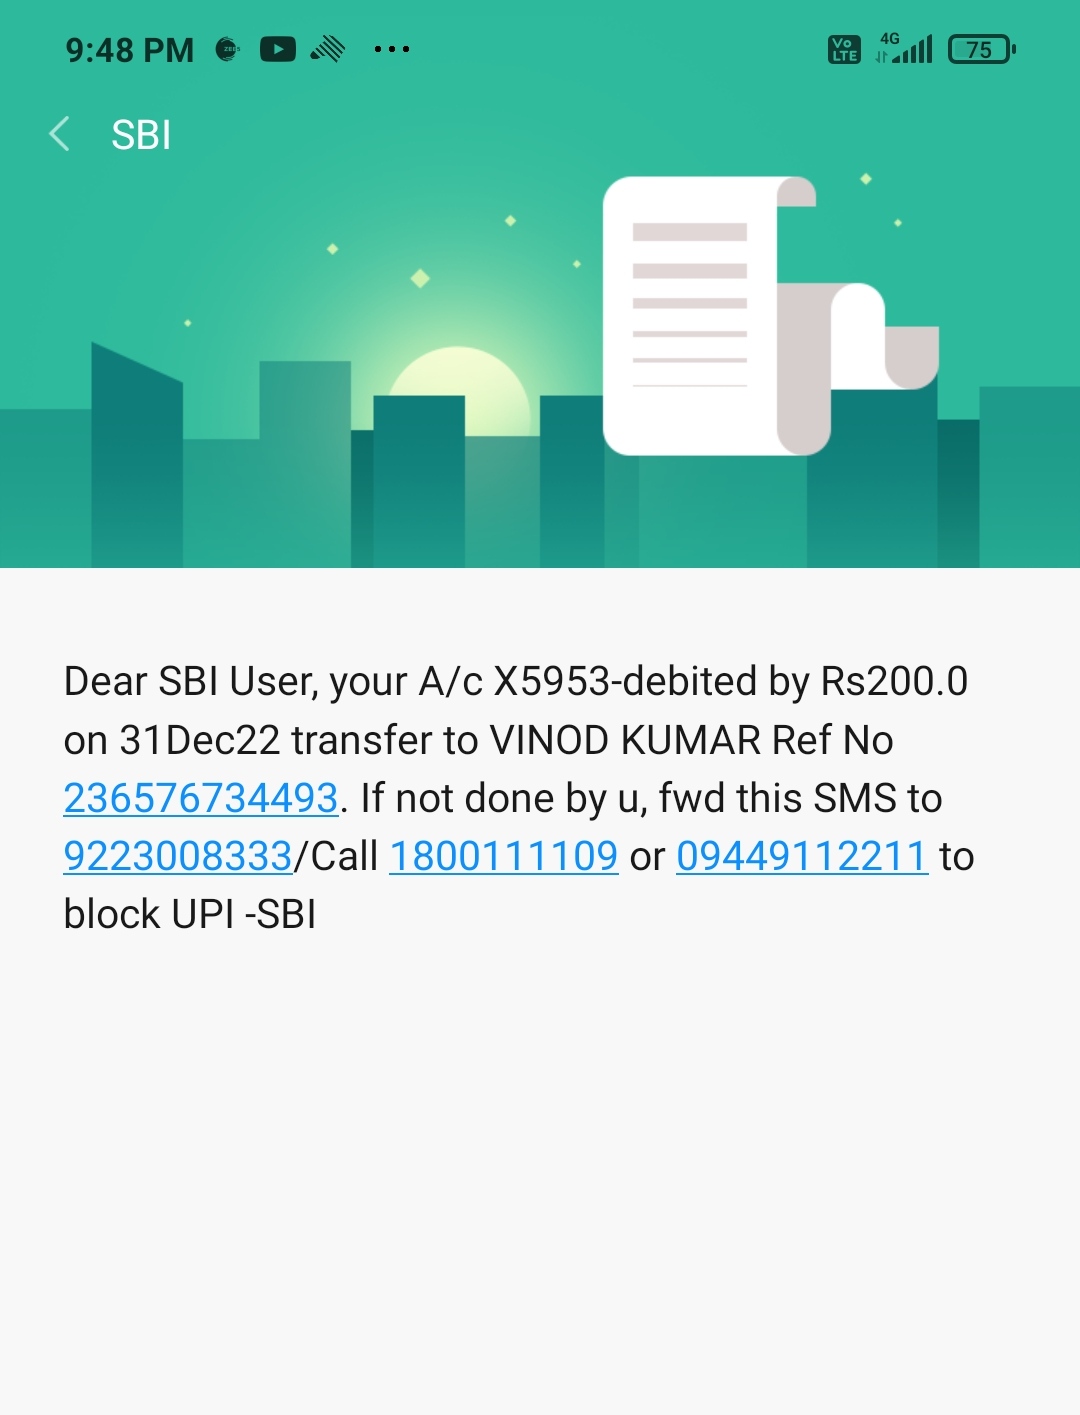 9:48 PM
4G
Vo
LTE
75
SBI
Dear SBI User, your A/c X5953-debited by Rs200.0
on 31Dec22 transfer to VINOD KUMAR Ref No
236576734493. If not done by u, fwd this SMS to
9223008333/Call 1800111109 or 09449112211 to
block UPI -SBI